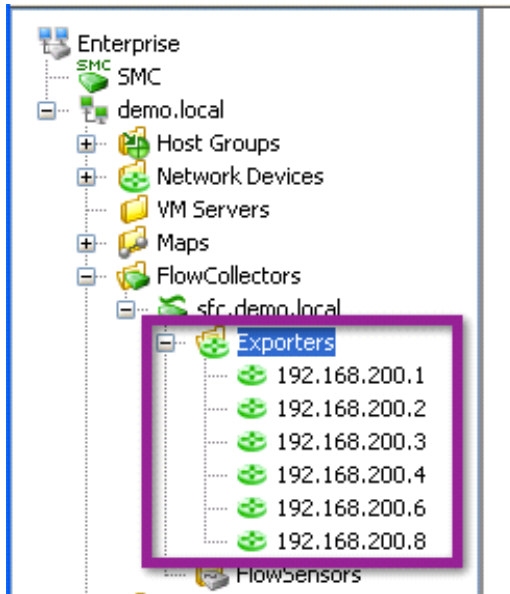 Enterprise
SMC
SMC
demo.local
Host Groups
Network Devices
VM Servers
Maps
FlowCollectors
sfc.demo.local
Exporters
192.168.200.1
192.168.200.2
192.168.200.3
192.168.200.4
192.168.200.6
192.168.200.8
FlowSensors